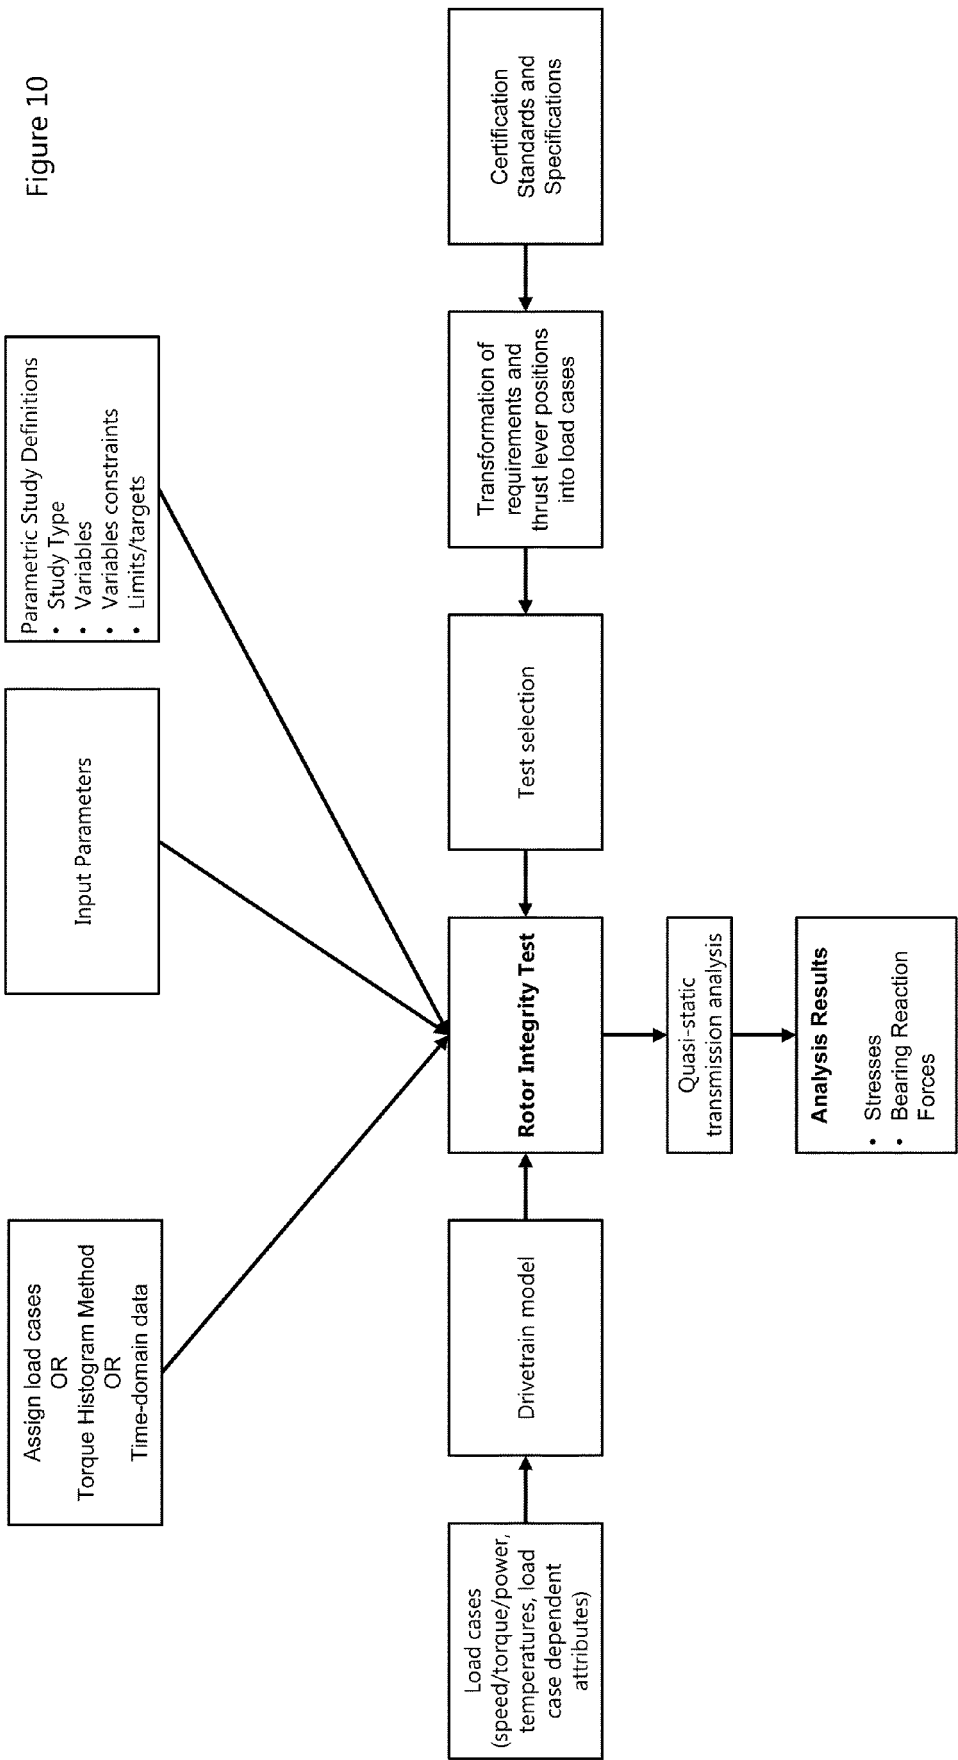 Figure 10
Assign load cases
OR
Torque Histogram Method
OR
Time-domain data
Input Parameters
Parametric Study Definitions
• Study Type
• Variables
• Variables constraints
• Limits/targets
Load cases
(speed/torque/power,
temperatures, load
case dependent
attributes)
Drivetrain model
Rotor Integrity Test
Test selection
Transformation of
requirements and
thrust lever positions
into load cases
Certification
Standards and
Specifications
Quasi-static
transmission analysis
Analysis Results
• Stresses
• Bearing Reaction
Forces